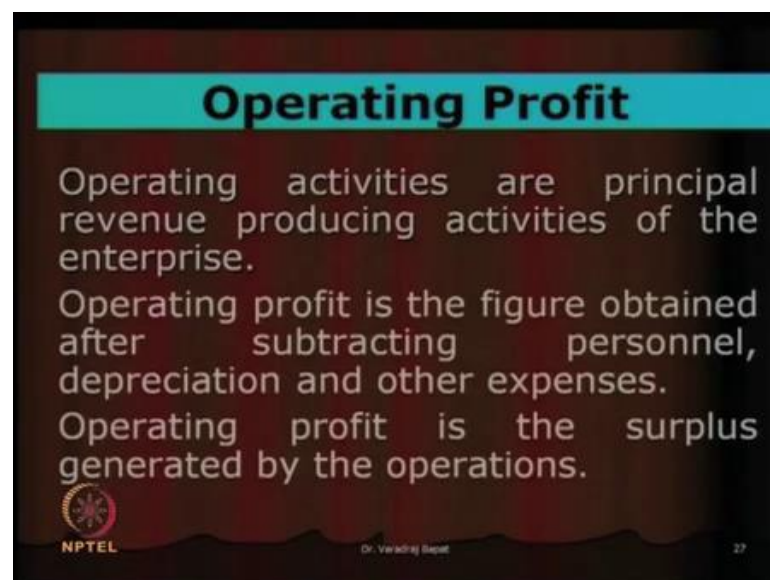 Operating Profit
Operating activities are principal
revenue producing activities of the
enterprise.
Operating profit is the figure obtained
after subtracting personnel,
depreciation and other expenses.
Operating profit is the surplus
generated by the operations.
NPTEL
Dr. Varadraj Bapat
27